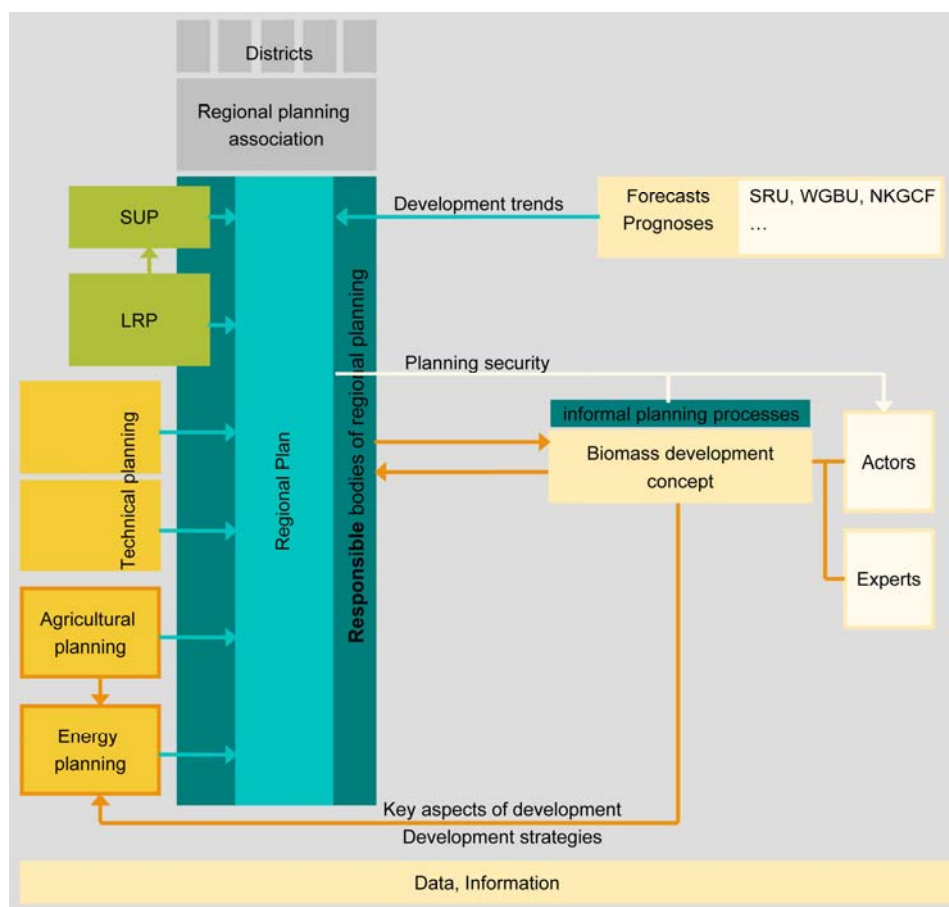 Districts
Regional planning
association
SUP
Development trends
Forecasts
Prognoses
SRU, WGBU, NKGCF
...
LRP
Planning security
informal planning processes
Biomass development
concept
Actors
Experts
Technical planning
Regional Plan
Responsible bodies of regional planning
Agricultural
planning
Energy
planning
Key aspects of development
Development strategies
Data, Information